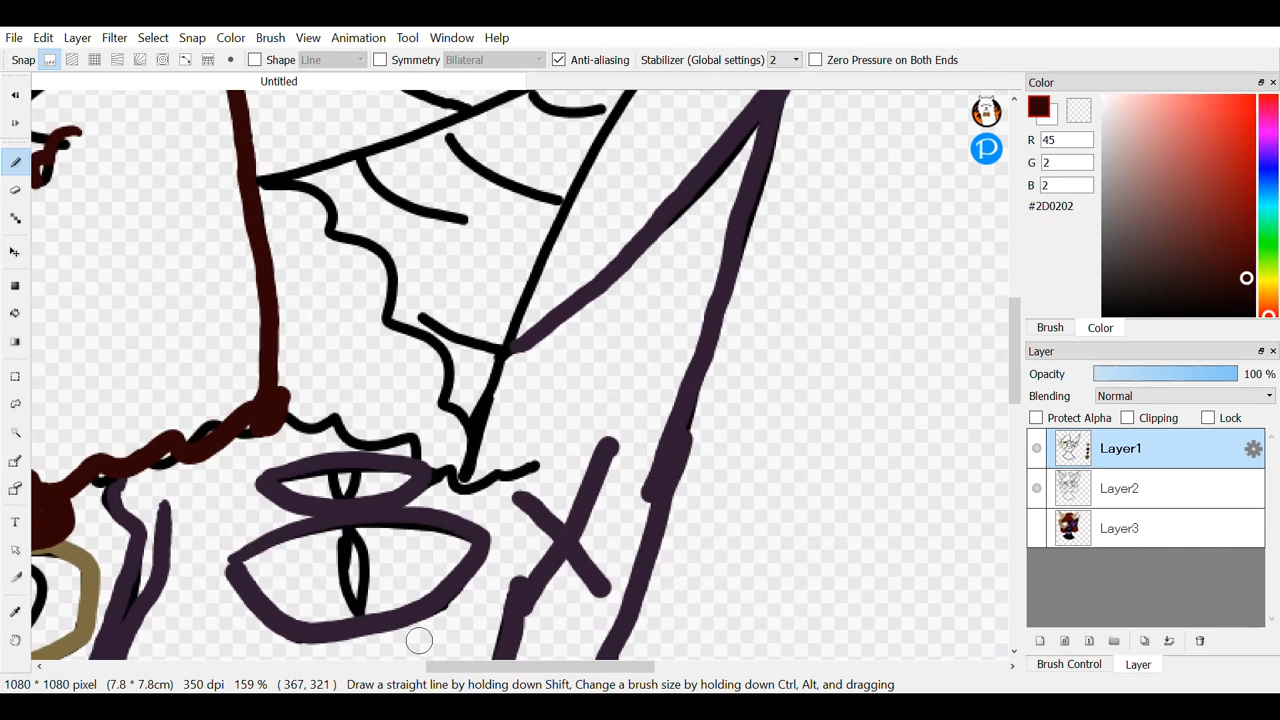 File Edit Layer Filter Select Snap Color Brush View Animation Tool Window Help
Snap Shape Line Symmetry Bilateral Anti-aliasing Stabilizer (Global settings) 2 Zero Pressure on Both Ends
Untitled
Color
R 45
G 2
B 2
#2D0202
Brush Color
Layer
Opacity 100 %
Blending Normal
Protect Alpha Clipping Lock
Layer1
Layer2
Layer3
Brush Control Layer
1080 * 1080 pixel (7.8 * 7.8cm) 350 dpi 159 % ( 367, 321 ) Draw a straight line by holding down Shift, Change a brush size by holding down Ctrl, Alt, and dragging